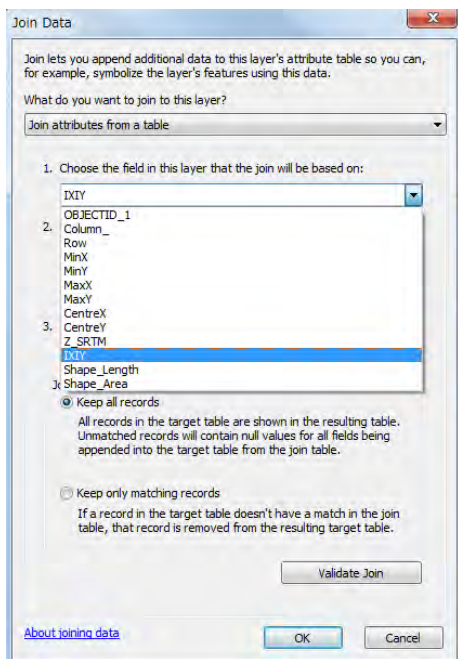 Join Data
Join lets you append additional data to this layer's attribute table so you can,
for example, symbolize the layer's features using this data.
What do you want to join to this layer?
Join attributes from a table
1. Choose the field in this layer that the join will be based on:
IXIY
OBJECTID_1
2. Column_
Row
MinX
MinY
MaxX
MaxY
CentreX
3. CentreY
Z_SRTM
IXIY
Shape_Length
Shape_Area
Keep all records
All records in the target table are shown in the resulting table.
Unmatched records will contain null values for all fields being
appended into the target table from the join table.
Keep only matching records
If a record in the target table doesn't have a match in the join
table, that record is removed from the resulting target table.
Validate Join
About joining data
OK
Cancel